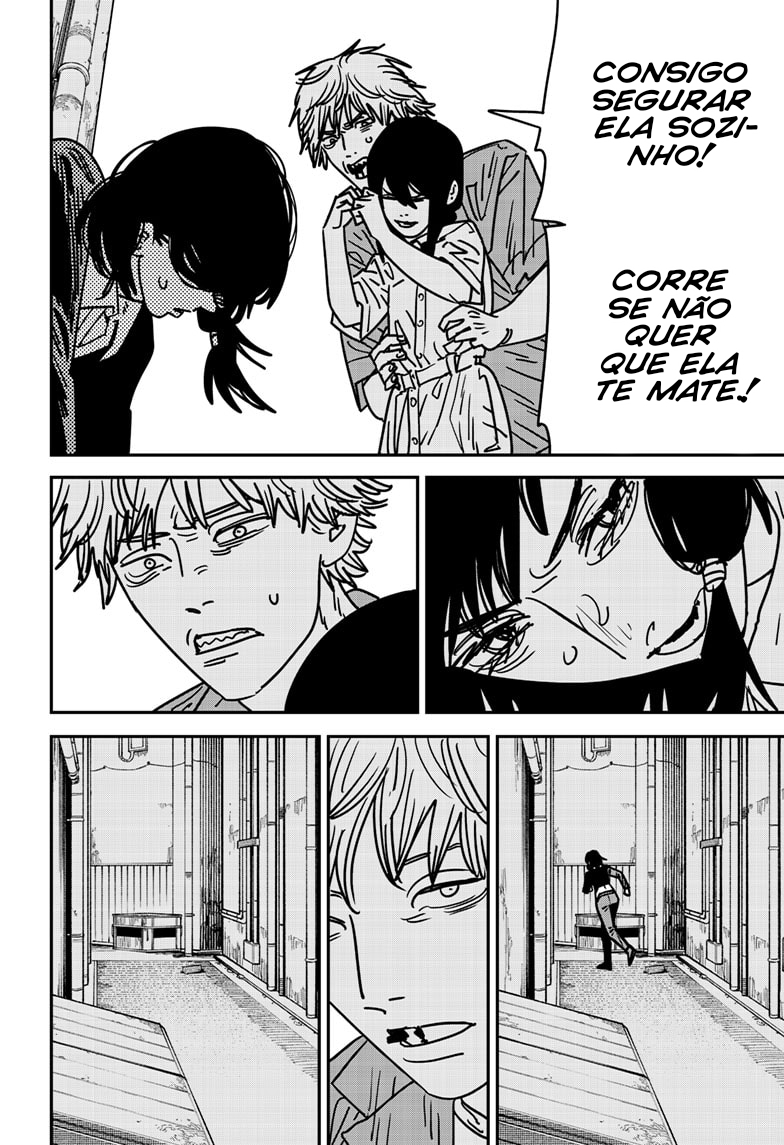 CONSIGO
SEGURAR
ELA SOZI-
NHO!
CORRE
SE NÃO
QUER
QUE ELA
TE MATE!